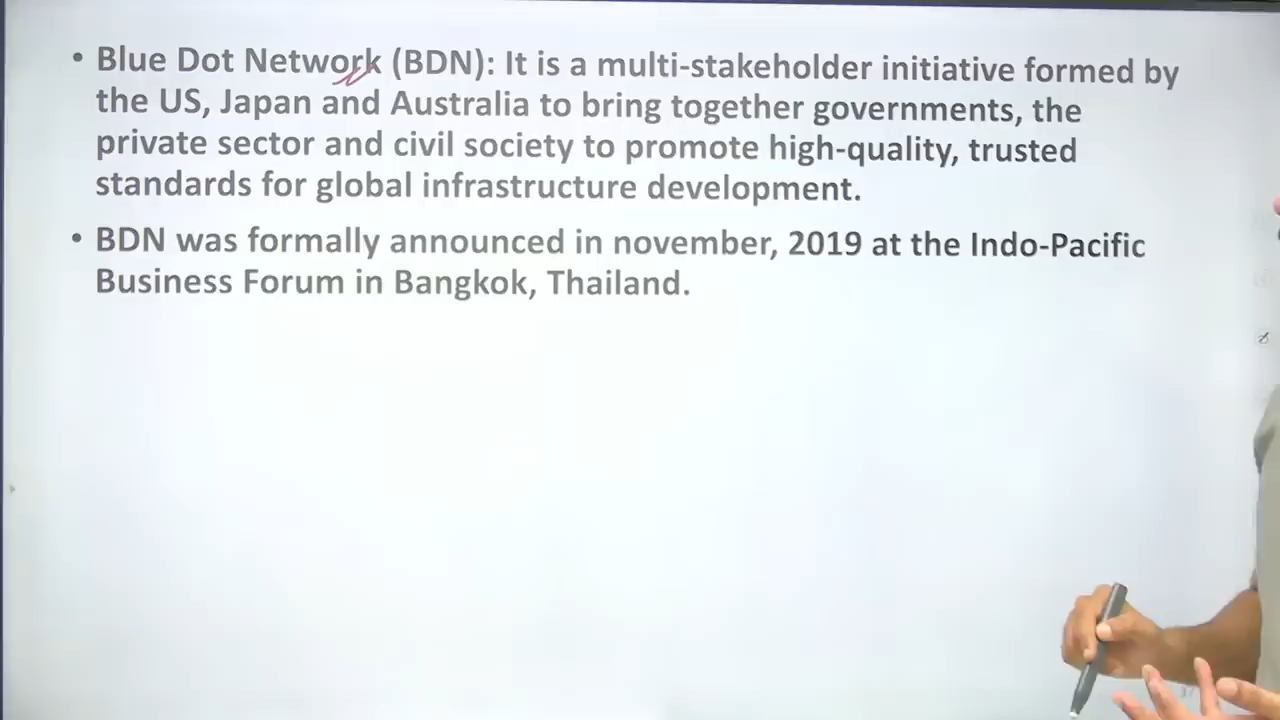 • Blue Dot Network (BDN): It is a multi-stakeholder initiative formed by
the US, Japan and Australia to bring together governments, the
private sector and civil society to promote high-quality, trusted
standards for global infrastructure development.
• BDN was formally announced in november, 2019 at the Indo-Pacific
Business Forum in Bangkok, Thailand.